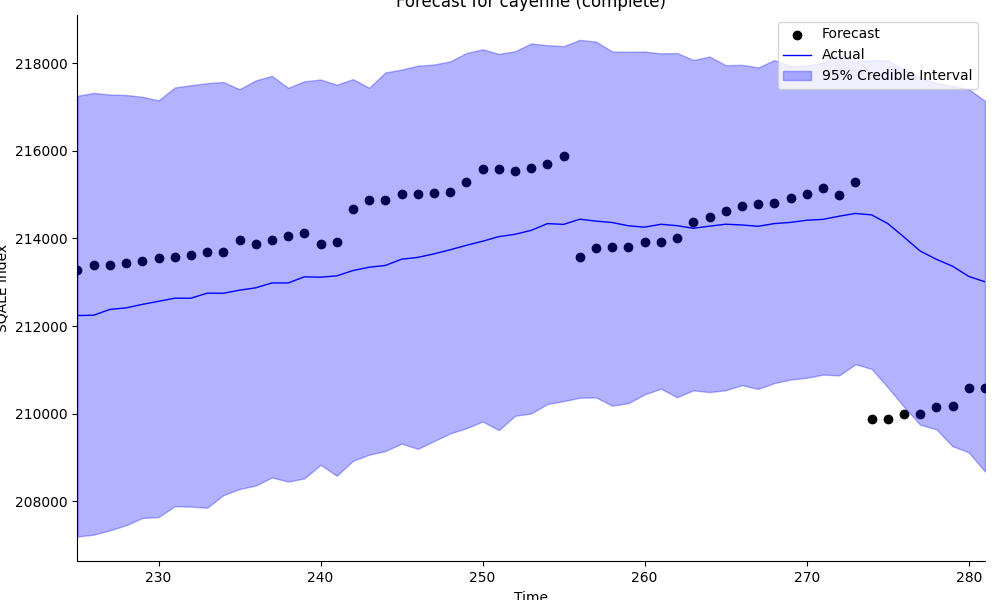 Forecast for cayenne (complete)
Forecast
Actual
95% Credible Interval
218000
216000
214000
212000
210000
208000
SQALE Index
230
240
250
260
270
280
Time